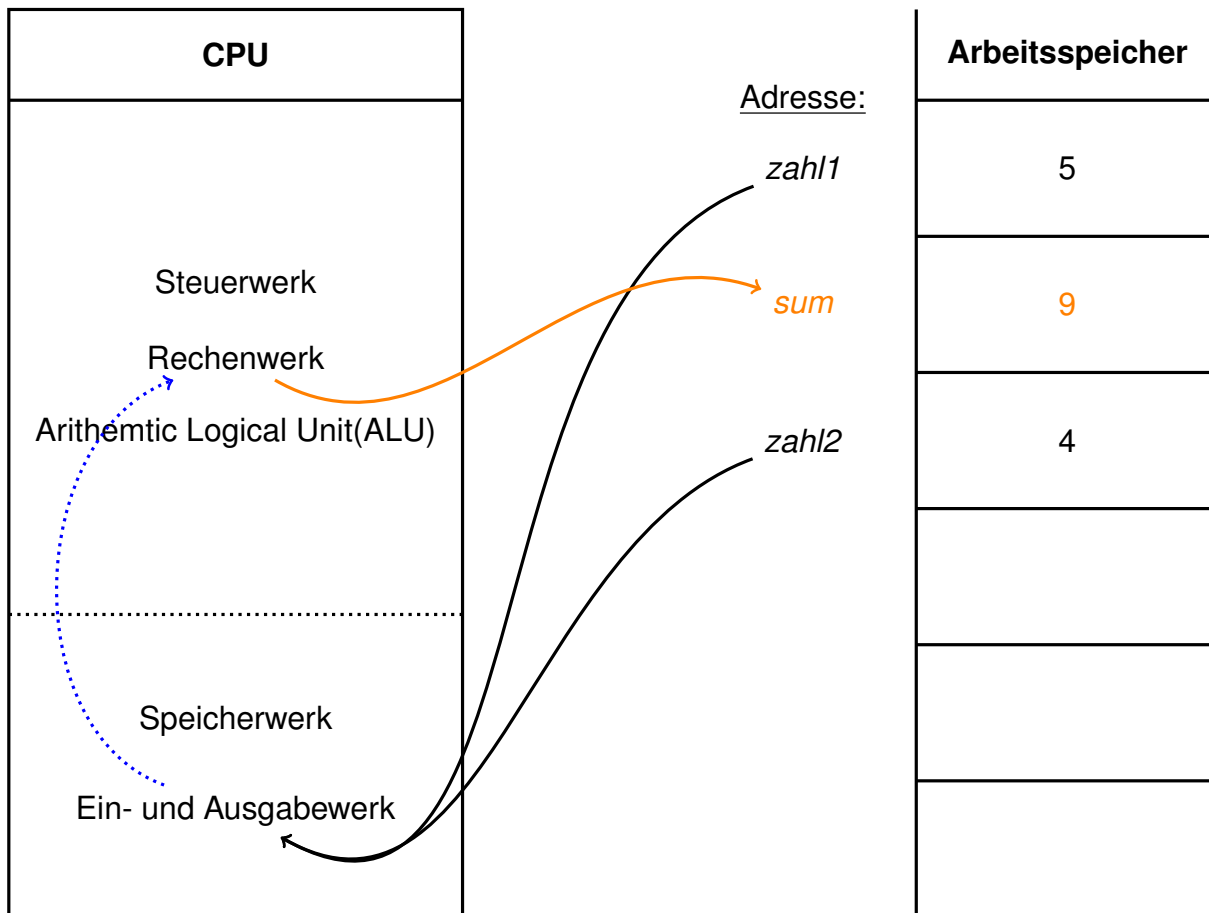 CPU
Steuerwerk
Rechenwerk
Arithemtic Logical Unit(ALU)
Speicherwerk
Ein- und Ausgabewerk
Adresse:
zahl1
sum
zahl2
Arbeitsspeicher
5
9
4